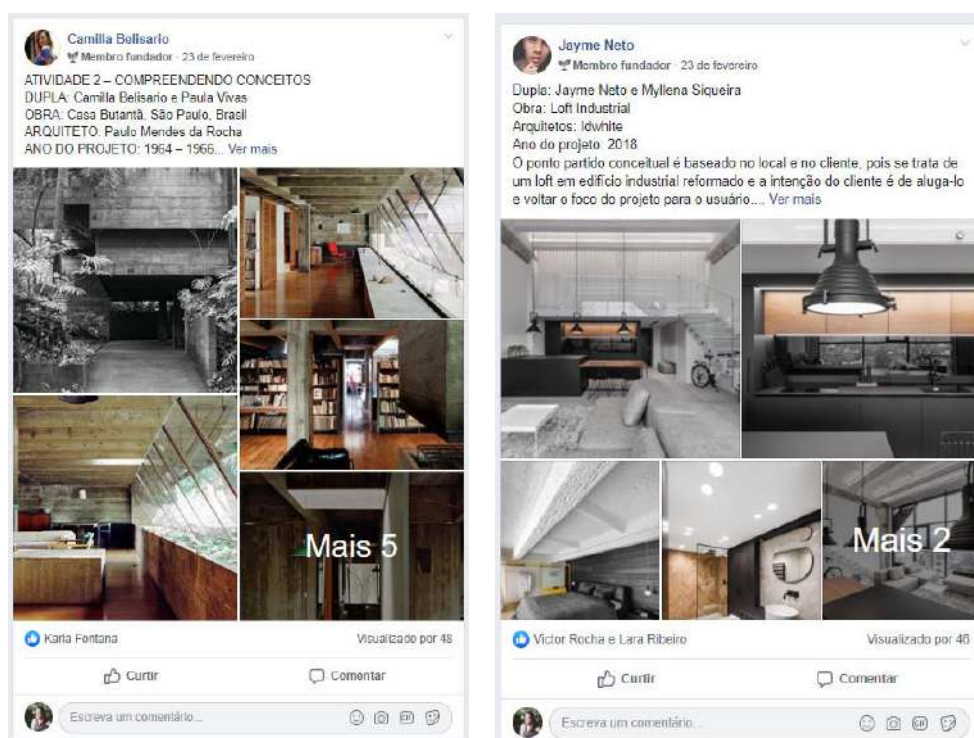 Camilla Belisario
Membro fundador · 23 de fevereiro
ATIVIDADE 2 – COMPREENDENDO CONCEITOS
DUPLA: Camilla Belisario e Paula Vivas
OBRA: Casa Butantã, São Paulo, Brasil
ARQUITETO: Paulo Mendes da Rocha
ANO DO PROJETO: 1964 – 1966... Ver mais
Mais 5
Karla Fontana
Visualizado por 48
Curtir
Comentar
Escreva um comentário...
GIF
Jayme Neto
Membro fundador · 23 de fevereiro
Dupla: Jayme Neto e Myllena Siqueira
Obra: Loft Industrial
Arquitetos: Idwhite
Ano do projeto: 2018
O ponto partido conceitual é baseado no local e no cliente, pois se trata de
um loft em edifício industrial reformado e a intenção do cliente é de aluga-lo
e voltar o foco do projeto para o usuário.... Ver mais
Mais 2
Victor Rocha e Lara Ribeiro
Visualizado por 46
Curtir
Comentar
Escreva um comentário...
GIF